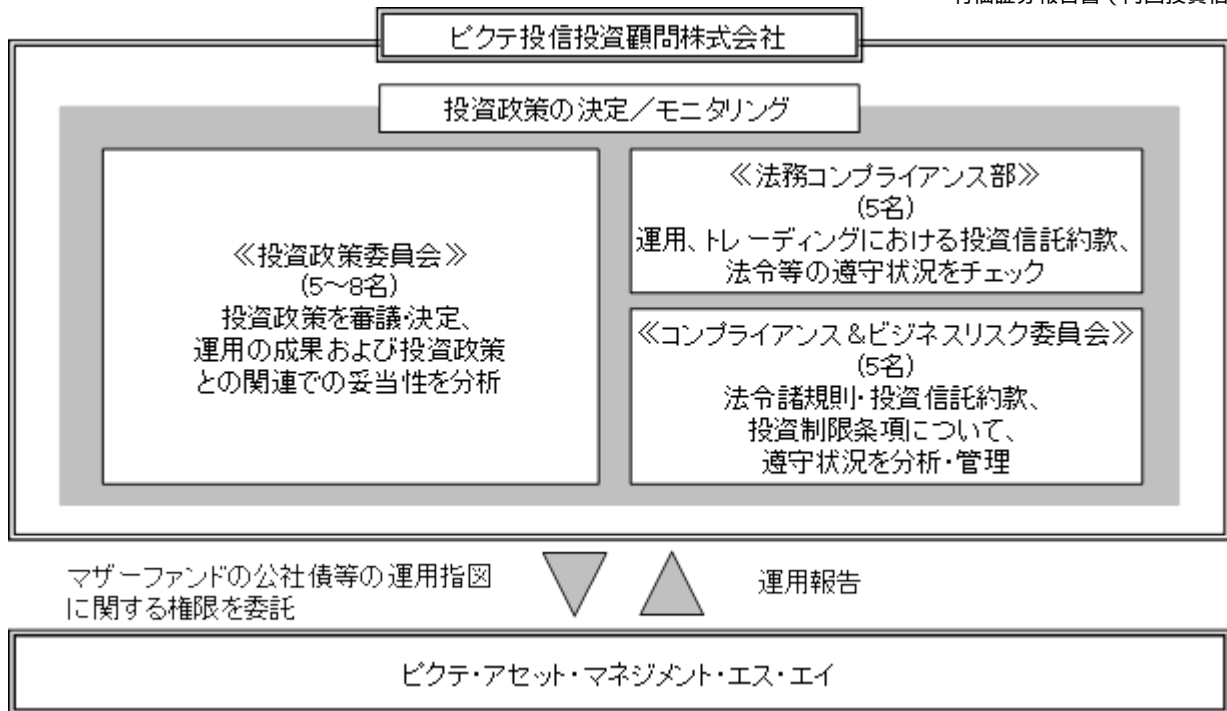 ピクテ投信投資顧問株式会社
投資政策の決定／モニタリング
≪投資政策委員会≫
(5～8名)
投資政策を審議・決定、
運用の成果および投資政策
との関連での妥当性を分析
≪法務コンプライアンス部≫
(5名)
運用、トレーディングにおける投資信託約款、
法令等の遵守状況をチェック
≪コンプライアンス＆ビジネスリスク委員会≫
(5名)
法令諸規則・投資信託約款、
投資制限条項について、
遵守状況を分析・管理
マザーファンドの公社債等の運用指図
に関する権限を委託
運用報告
ピクテ・アセット・マネジメント・エス・エイ